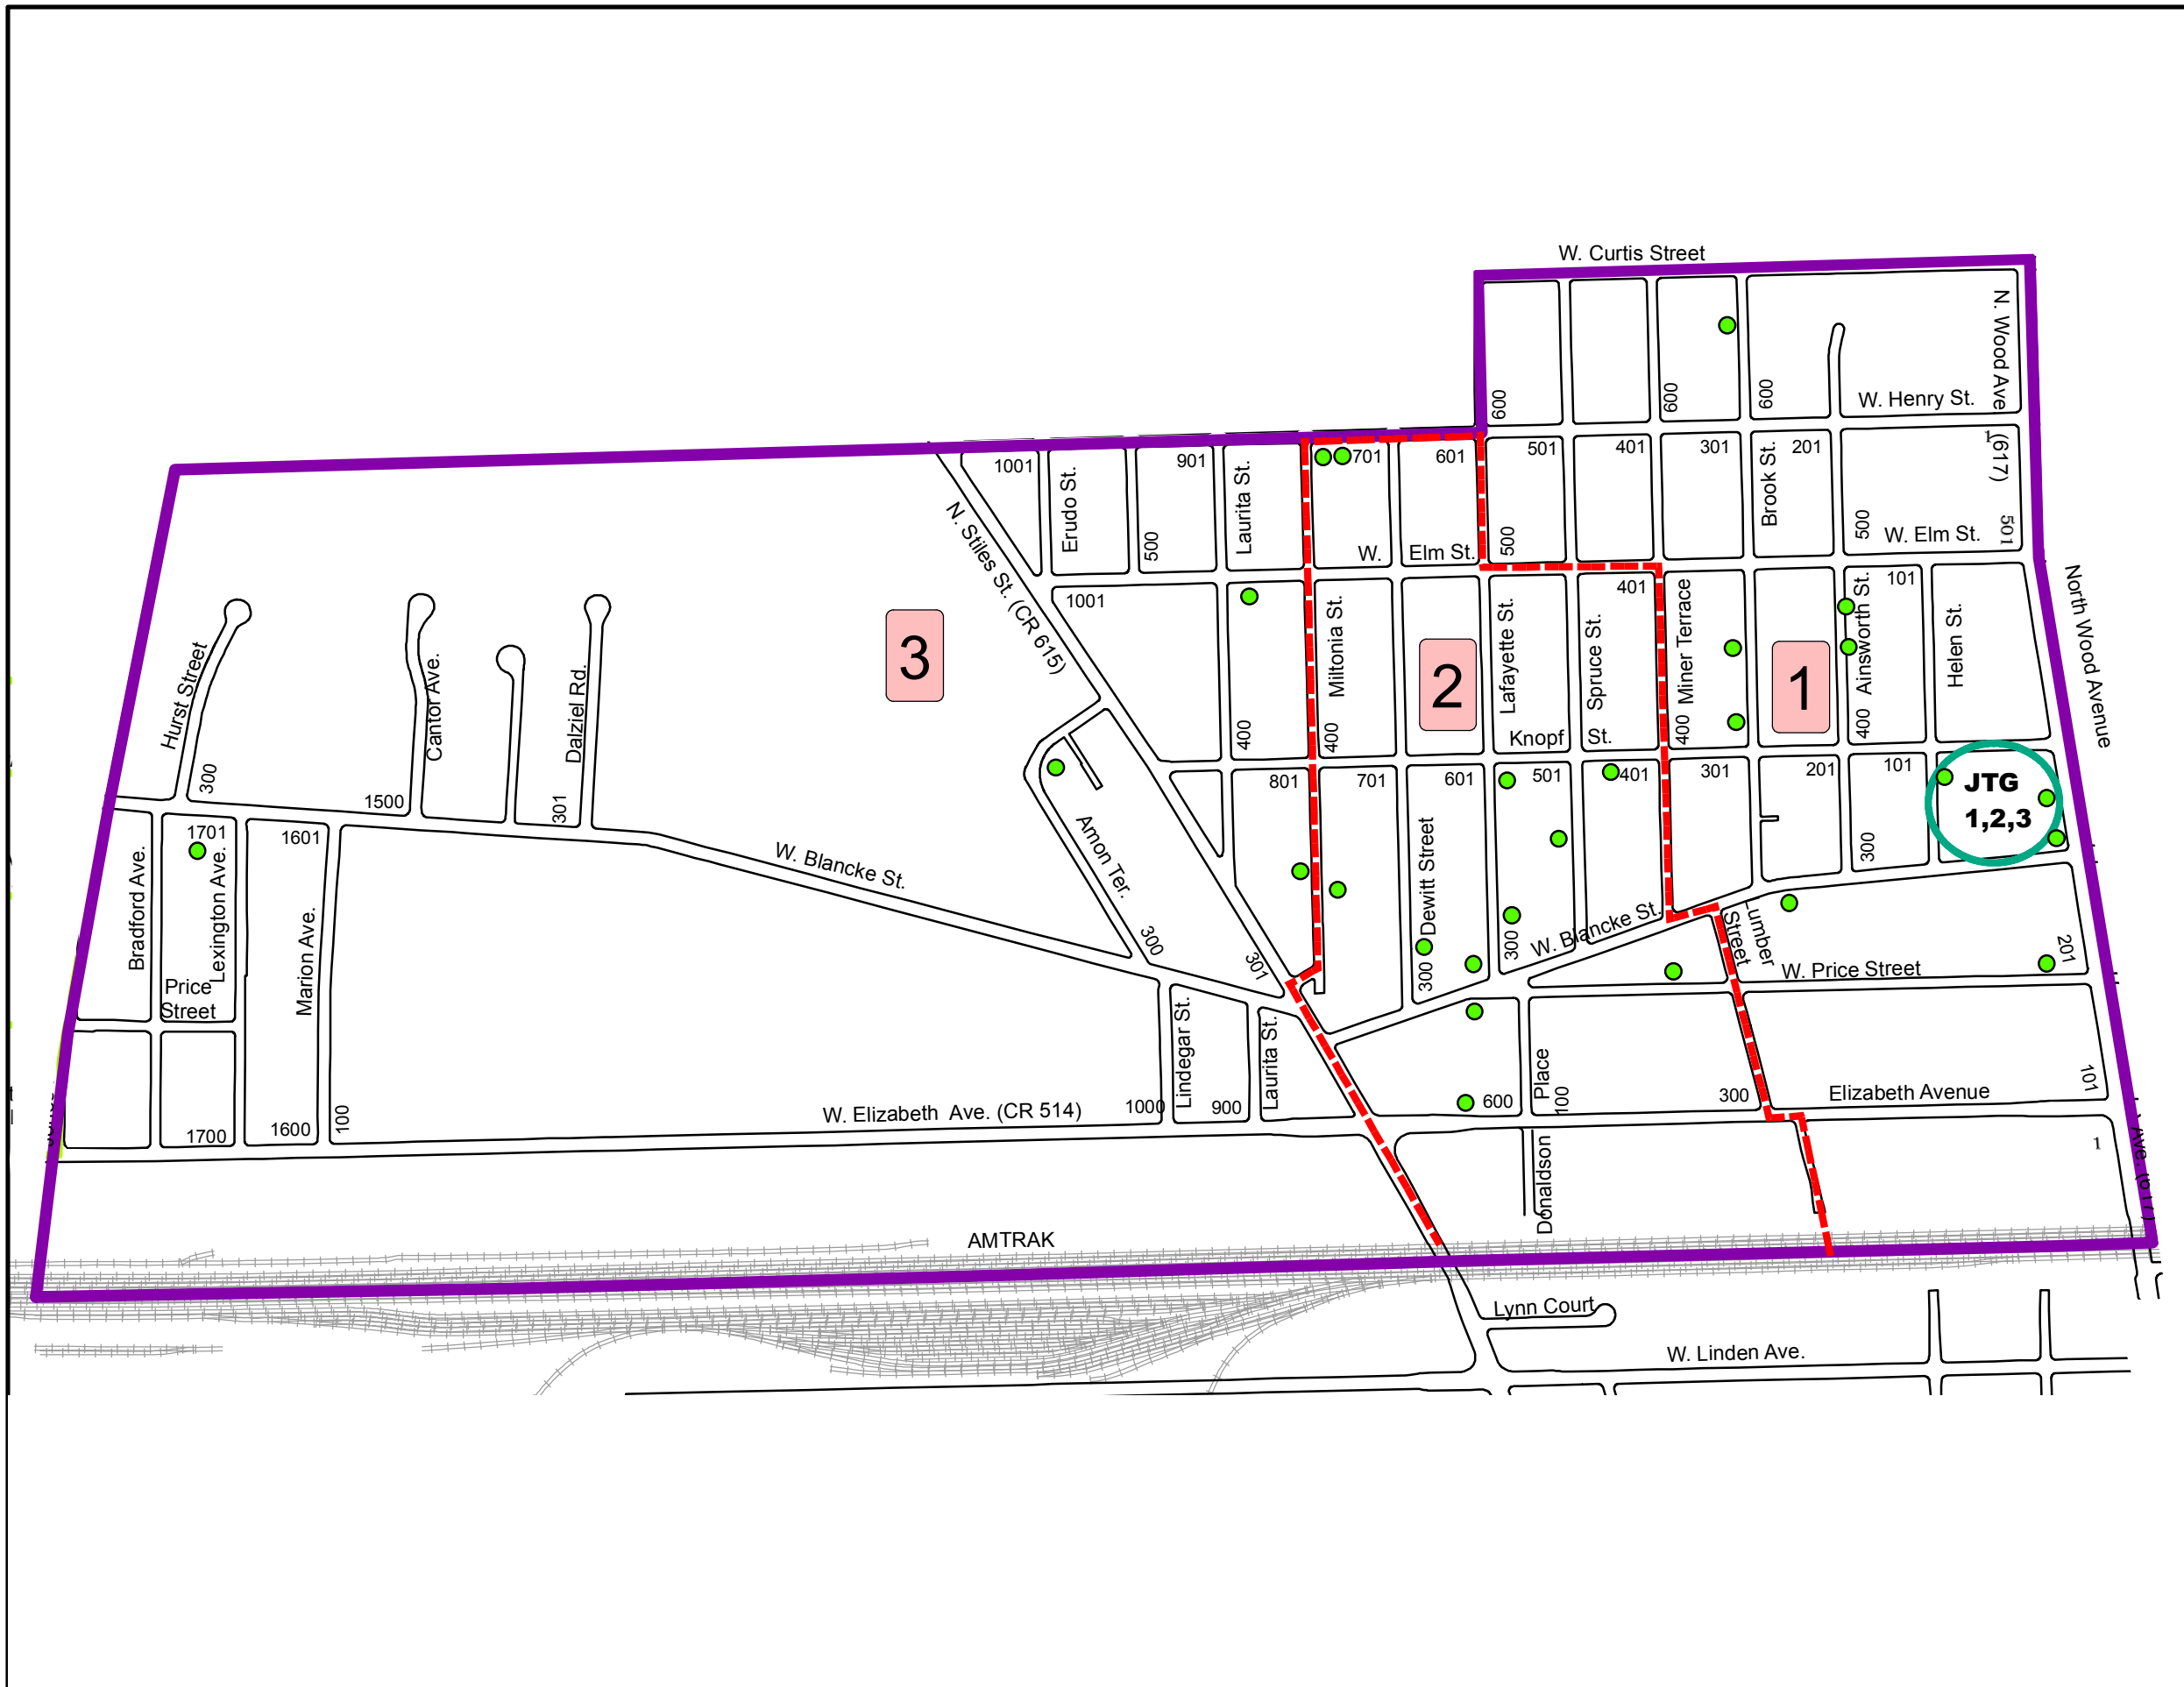 W. Curtis Street
N. Wood Ave
(617)
600
600
600
W. Henry St.
1001
901
701
601
501
401
301
201
1
Erudo St.
500
Laurita St.
W.
Elm St.
500
Brook St.
500
W. Elm St.
501
N. Stiles St. (CR 615)
1001
400
Miltonia St.
400
Lafayette St.
Spruce St.
401
Miner Terrace
400
Ainsworth St.
400
101
Helen St.
North Wood Avenue
3
2
1
Knopf
St.
Hurst Street
300
Cantor Ave.
1500
Dalziel Rd.
301
801
701
601
501
401
301
201
101
JTG
1,2,3
300
1701
1601
Bradford Ave.
Lexington Ave.
Marion Ave.
Price
Street
W. Blancke St.
Amon Ter.
300
301
Dewitt Street
300
300
W. Blancke St.
Lumber
Street
W. Price Street
201
Lindegar St.
Laurita St.
Place
100
300
Elizabeth Avenue
101
W. Elizabeth Ave. (CR 514)
1000
900
600
1700
1600
100
1
Donaldson
AMTRAK
Lynn Court
W. Linden Ave.